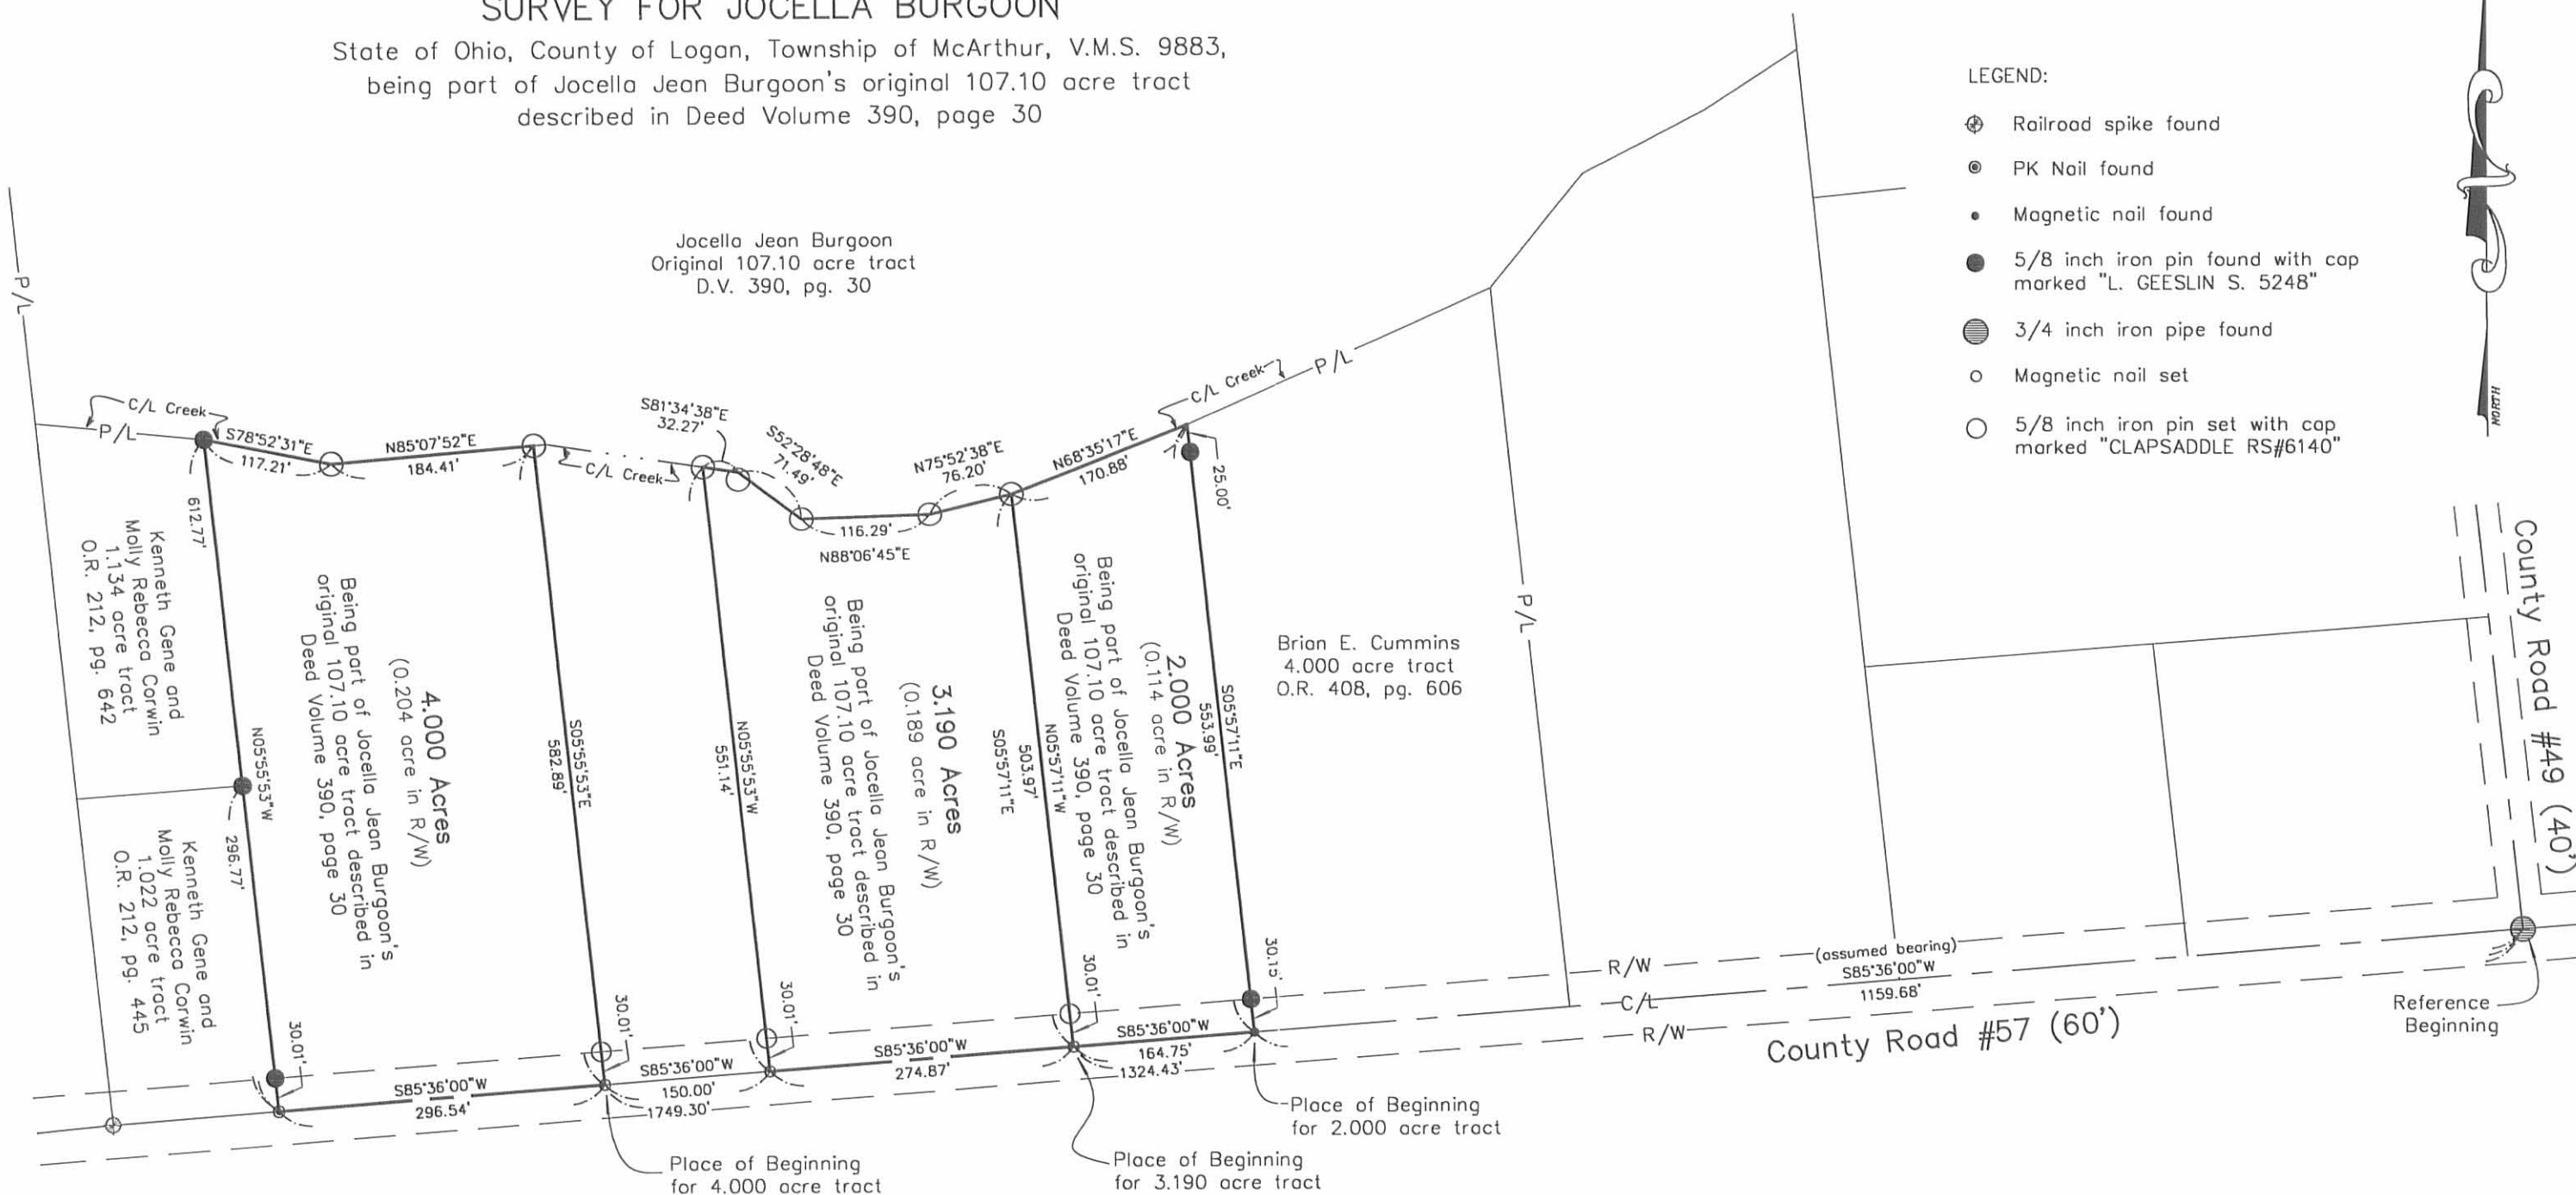 SURVEY FOR JOCELLA BURGOON
State of Ohio, County of Logan, Township of McArthur, V.M.S. 9883,
being part of Jocella Jean Burgoon's original 107.10 acre tract
described in Deed Volume 390, page 30
LEGEND:
Railroad spike found
PK Nail found
Magnetic nail found
5/8 inch iron pin found with cap
marked "L. GEESLIN S. 5248"
3/4 inch iron pipe found
Magnetic nail set
5/8 inch iron pin set with cap
marked "CLAPSADDLE RS#6140"
NORTH
Jocella Jean Burgoon
Original 107.10 acre tract
D.V. 390, pg. 30
P/L
C/L Creek
P/L
S78°52'31"E
117.21'
N85°07'52"E
184.41'
C/L Creek
S81°34'38"E
32.27'
S52°28'48"E
71.49'
116.29'
N88°06'45"E
N75°52'38"E
76.20'
N68°35'17"E
170.88'
C/L Creek
P/L
25.00'
612.77'
Kenneth Gene and
Molly Rebecca Corwin
1.134 acre tract
O.R. 212, pg. 642
N05°55'53"W
296.77'
Kenneth Gene and
Molly Rebecca Corwin
1.022 acre tract
O.R. 212, pg. 445
30.01'
4.000 Acres
(0.204 acre in R/W)
Being part of Jocella Jean Burgoon's
original 107.10 acre tract described in
Deed Volume 390, page 30
S05°55'53"E
582.89'
30.01'
N05°55'53"W
551.14'
30.01'
3.190 Acres
(0.189 acre in R/W)
Being part of Jocella Jean Burgoon's
original 107.10 acre tract described in
Deed Volume 390, page 30
N05°57'11"W
503.97'
S05°57'11"E
30.01'
2.000 Acres
(0.114 acre in R/W)
Being part of Jocella Jean Burgoon's
original 107.10 acre tract described in
Deed Volume 390, page 30
S05°57'11"E
553.99'
Brian E. Cummins
4.000 acre tract
O.R. 408, pg. 606
P/L
County Road #49 (40')
S85°36'00"W
296.54'
S85°36'00"W
150.00'
1749.30'
S85°36'00"W
274.87'
S85°36'00"W
164.75'
1324.43'
R/W
C/L
R/W
(assumed bearing)
S85°36'00"W
1159.68'
County Road #57 (60')
Reference
Beginning
Place of Beginning
for 4.000 acre tract
Place of Beginning
for 3.190 acre tract
Place of Beginning
for 2.000 acre tract